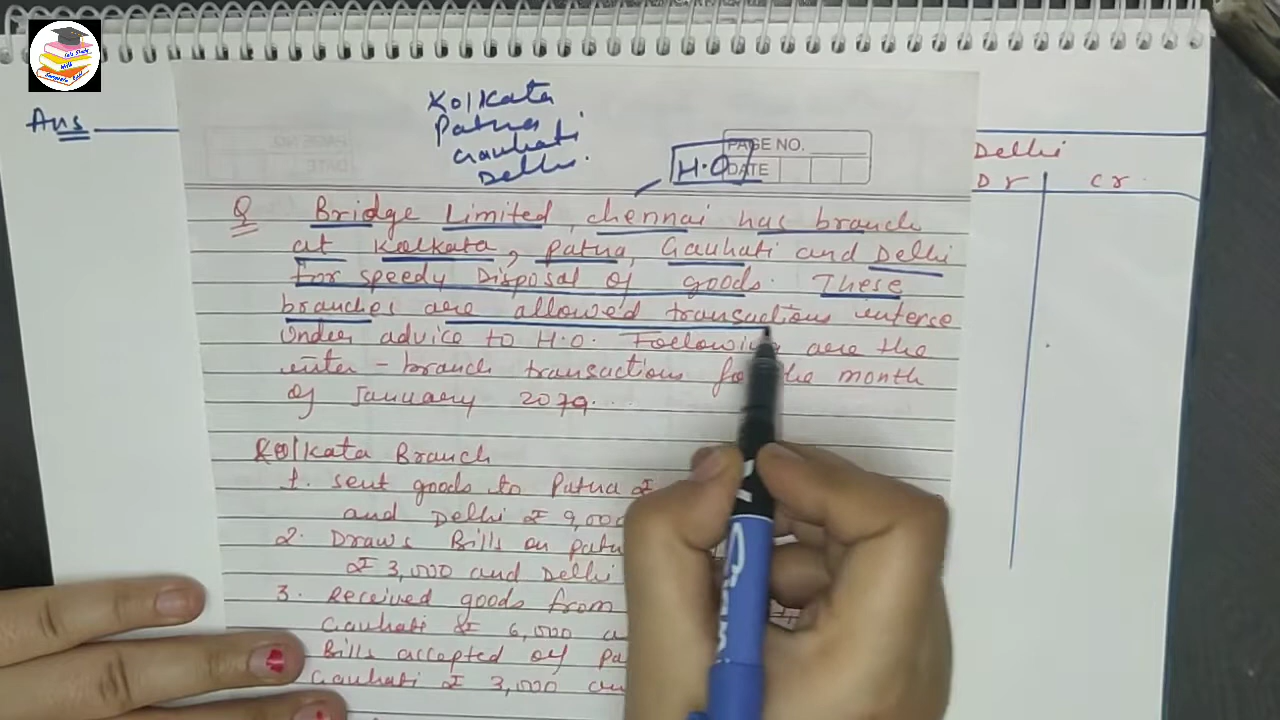 Ans
Kolkata
Patna
Gauhati
Delhi.
H.O
PAGE NO.
DATE
Delhi
Dr Cr.
Q Bridge Limited, chennai has branch
at Kolkata, Patna, Gauhati and Delhi
for speedy Disposal of goods. These
branches are allowed transactions interse
under advice to H.O. Following are the
inter-branch transactions for the month
of January 2079...
Kolkata Branch
1. Sent goods to Patna ₹
and Delhi ₹ 9,000
2. Draws Bills on Patn
₹ 3,000 and Delhi
3. Received goods from
Gauhati ₹ 6,000
Bills accepted of Pa
Gauhati ₹ 3,000